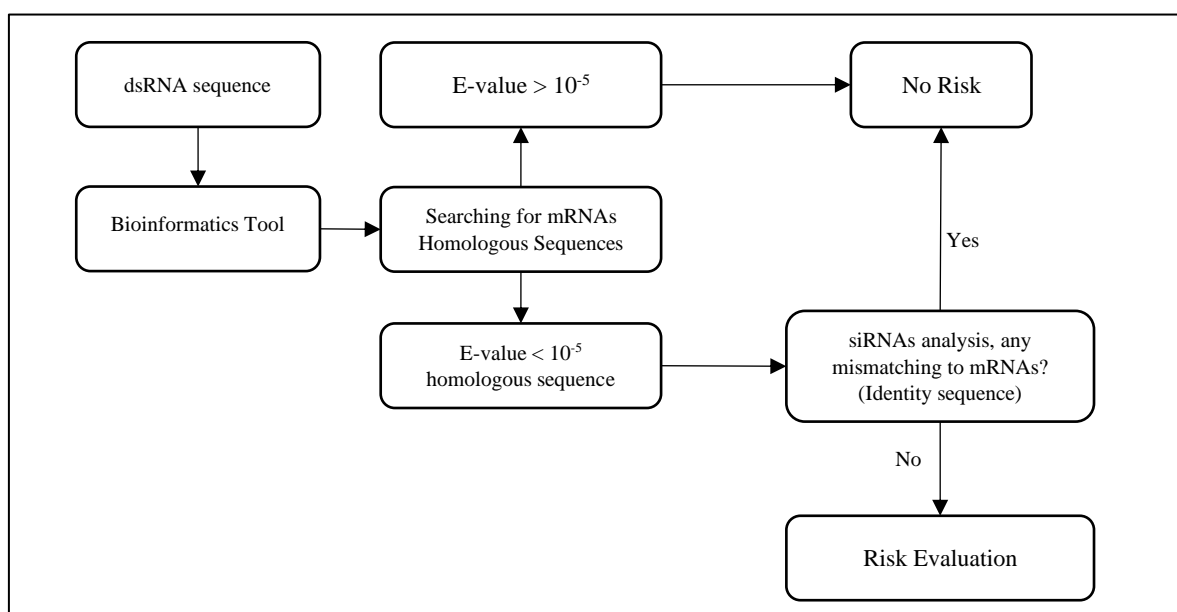 dsRNA sequence
E-value > 10⁻⁵
No Risk
Bioinformatics Tool
Searching for mRNAs
Homologous Sequences
Yes
E-value < 10⁻⁵
homologous sequence
siRNAs analysis, any
mismatching to mRNAs?
(Identity sequence)
No
Risk Evaluation